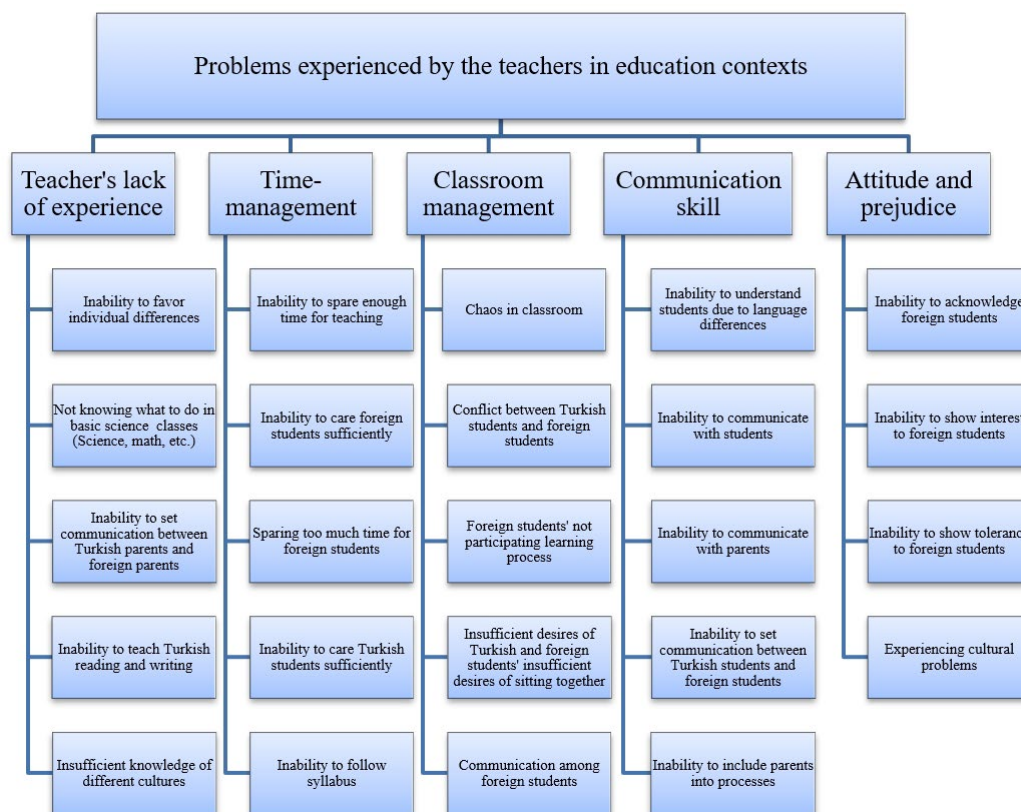 Problems experienced by the teachers in education contexts
Teacher's lack
of experience
Time-
management
Classroom
management
Communication
skill
Attitude and
prejudice
Inability to favor
individual differences
Not knowing what to do in
basic science classes
(Science, math, etc.)
Inability to set
communication between
Turkish parents and
foreign parents
Inability to teach Turkish
reading and writing
Insufficient knowledge of
different cultures
Inability to spare enough
time for teaching
Inability to care foreign
students sufficiently
Sparing too much time for
foreign students
Inability to care Turkish
students sufficiently
Inability to follow
syllabus
Chaos in classroom
Conflict between Turkish
students and foreign
students
Foreign students' not
participating learning
process
Insufficient desires of
Turkish and foreign
students' insufficient
desires of sitting together
Communication among
foreign students
Inability to understand
students due to language
differences
Inability to communicate
with students
Inability to communicate
with parents
Inability to set
communication between
Turkish students and
foreign students
Inability to include parents
into processes
Inability to acknowledge
foreign students
Inability to show interest
to foreign students
Inability to show toleranc
to foreign students
Experiencing cultural
problems